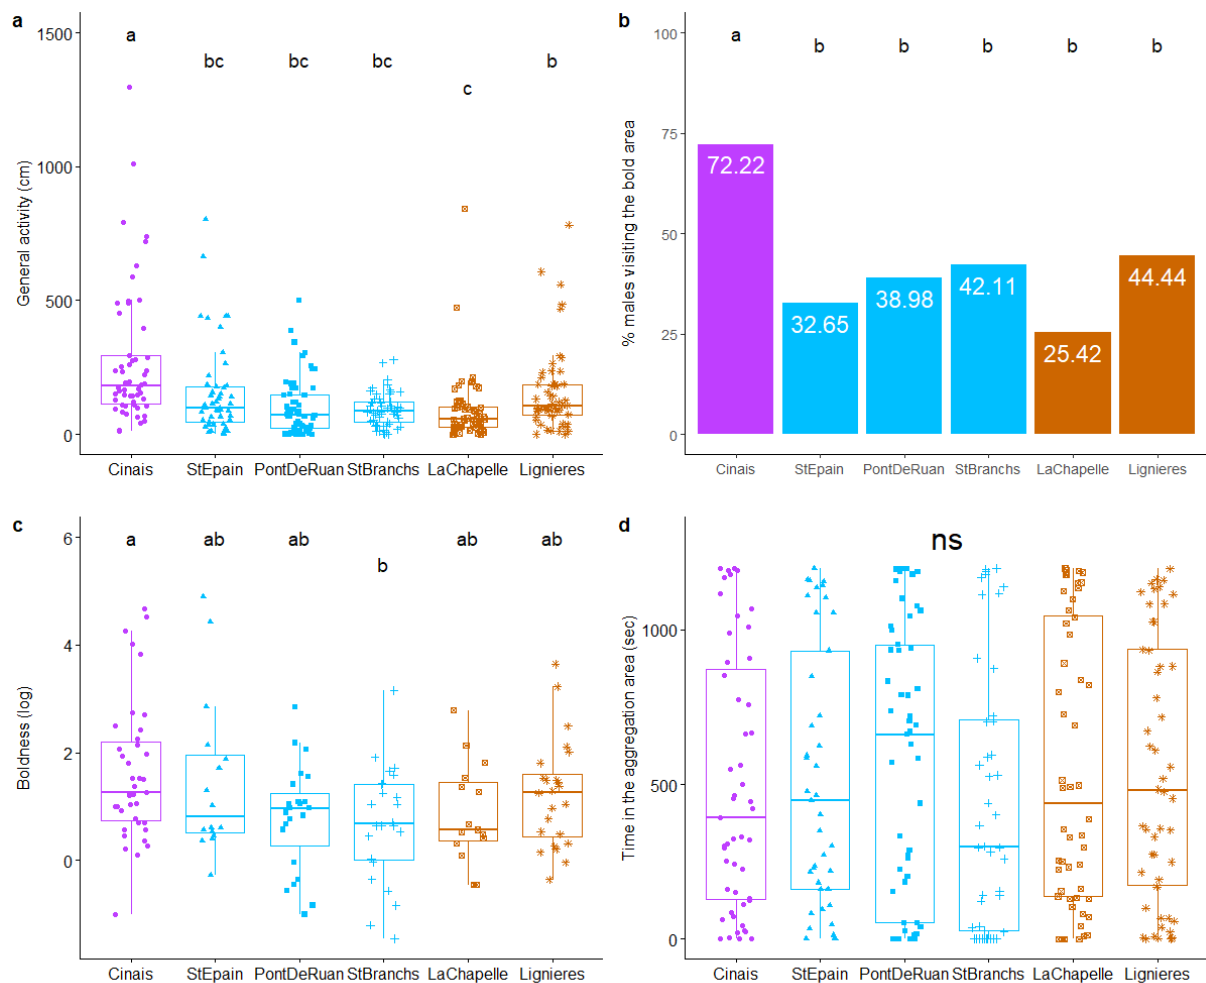 a
General activity (cm)
1500
1000
500
0
a
bc
bc
bc
c
b
Cinais StEpain PontDeRuan StBranchs LaChapelle Lignieres
b
% males visiting the bold area
100
75
50
25
0
a
b
b
b
b
b
72.22
32.65
38.98
42.11
25.42
44.44
Cinais StEpain PontDeRuan StBranchs LaChapelle Lignieres
c
Boldness (log)
6
4
2
0
a
ab
ab
b
ab
ab
Cinais StEpain PontDeRuan StBranchs LaChapelle Lignieres
d
Time in the aggregation area (sec)
1000
500
0
ns
Cinais StEpain PontDeRuan StBranchs LaChapelle Lignieres